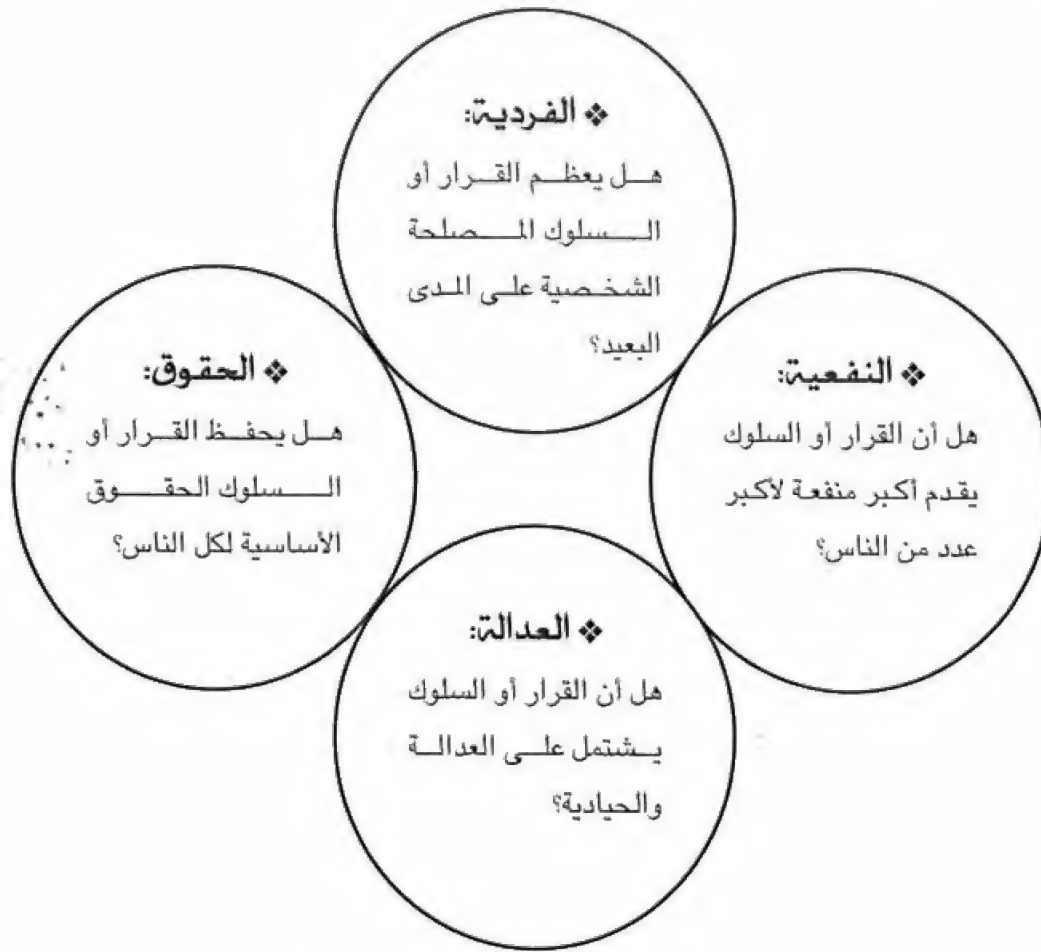 ❖ الفردية:
هل يعظم القرار أو
السلوك المصلحة
الشخصية على المدى
البعيد؟
❖ النفعية:
هل أن القرار أو السلوك
يقدم أكبر منفعة لأكبر
عدد من الناس؟
❖ الحقوق:
هل يحفظ القرار أو
السلوك الحقوق
الأساسية لكل الناس؟
❖ العدالة:
هل أن القرار أو السلوك
يشتمل على العدالة
والحيادية؟